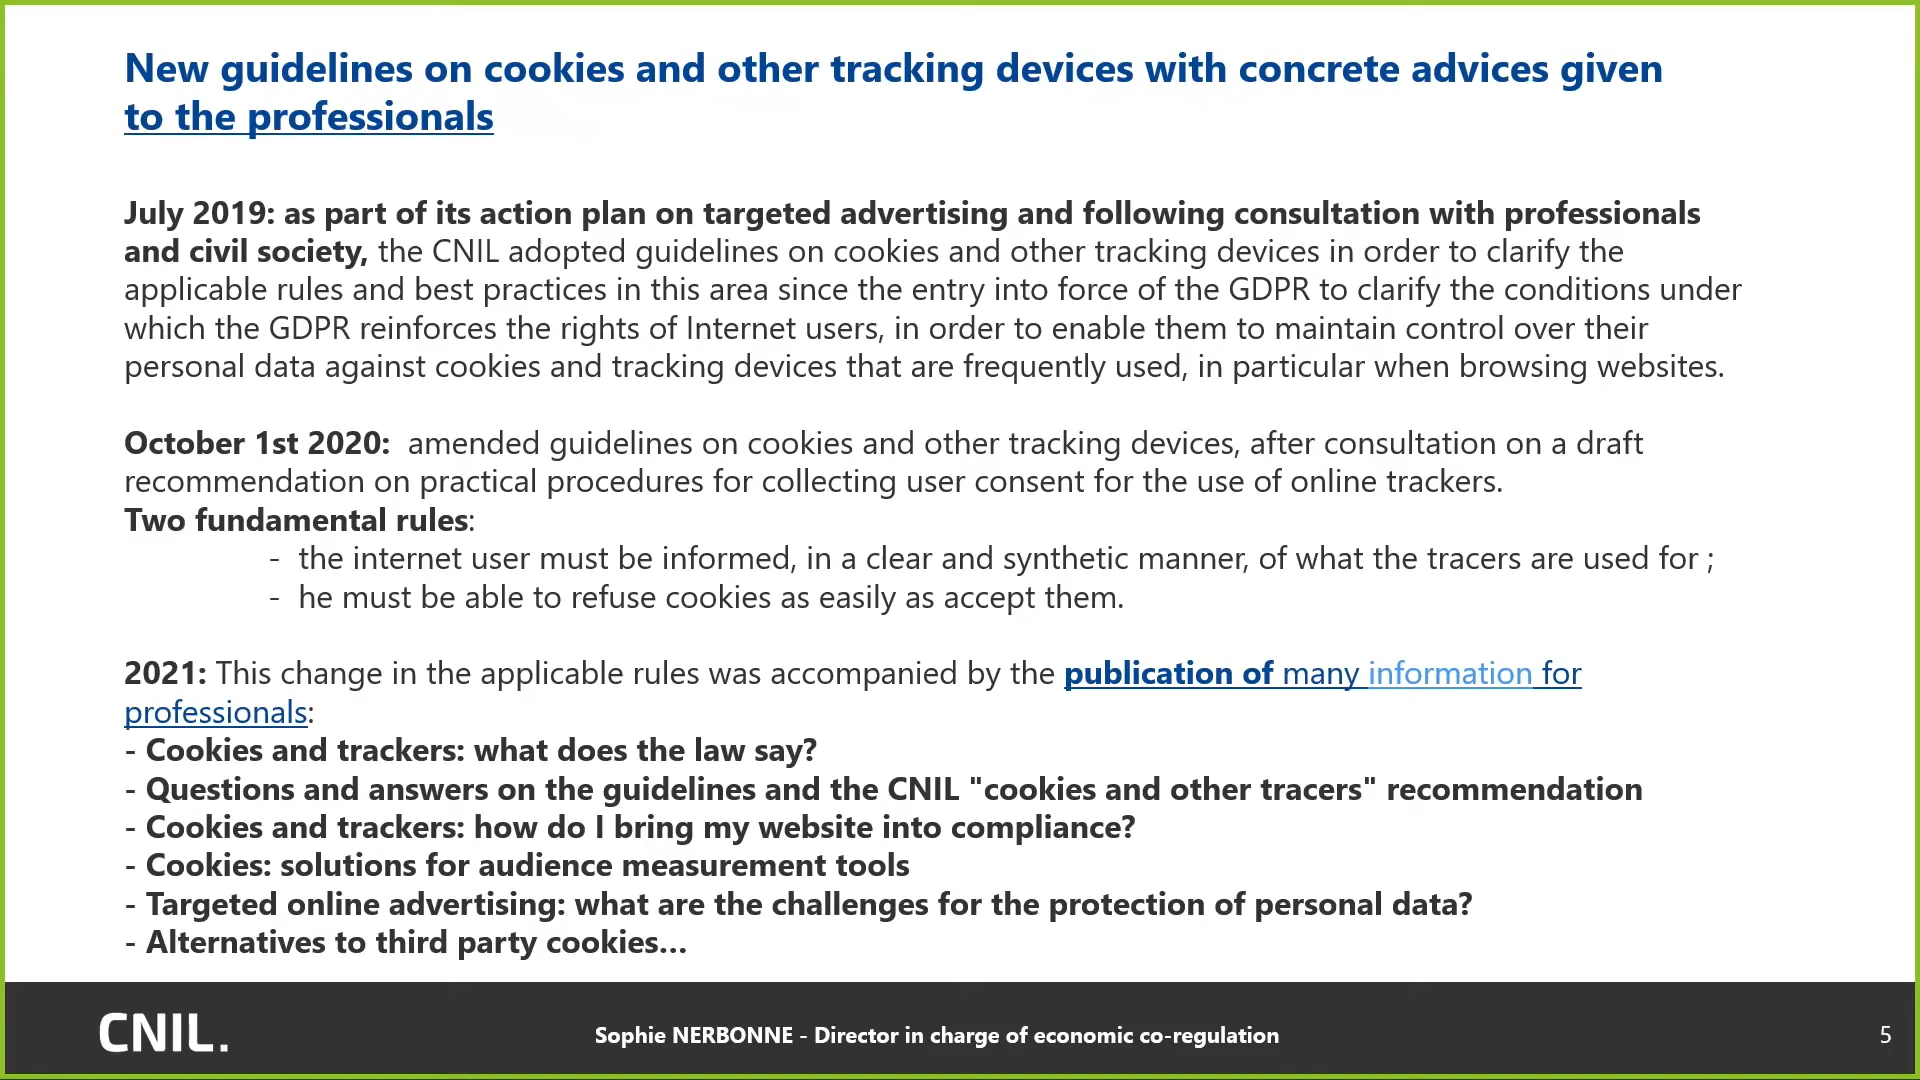 New guidelines on cookies and other tracking devices with concrete advices given
to the professionals
July 2019: as part of its action plan on targeted advertising and following consultation with professionals
and civil society, the CNIL adopted guidelines on cookies and other tracking devices in order to clarify the
applicable rules and best practices in this area since the entry into force of the GDPR to clarify the conditions under
which the GDPR reinforces the rights of Internet users, in order to enable them to maintain control over their
personal data against cookies and tracking devices that are frequently used, in particular when browsing websites.
October 1st 2020:  amended guidelines on cookies and other tracking devices, after consultation on a draft
recommendation on practical procedures for collecting user consent for the use of online trackers.
Two fundamental rules:
- the internet user must be informed, in a clear and synthetic manner, of what the tracers are used for ;
- he must be able to refuse cookies as easily as accept them.
2021: This change in the applicable rules was accompanied by the publication of many information for
professionals:
- Cookies and trackers: what does the law say?
- Questions and answers on the guidelines and the CNIL "cookies and other tracers" recommendation
- Cookies and trackers: how do I bring my website into compliance?
- Cookies: solutions for audience measurement tools
- Targeted online advertising: what are the challenges for the protection of personal data?
- Alternatives to third party cookies…
CNIL.
Sophie NERBONNE - Director in charge of economic co-regulation
5